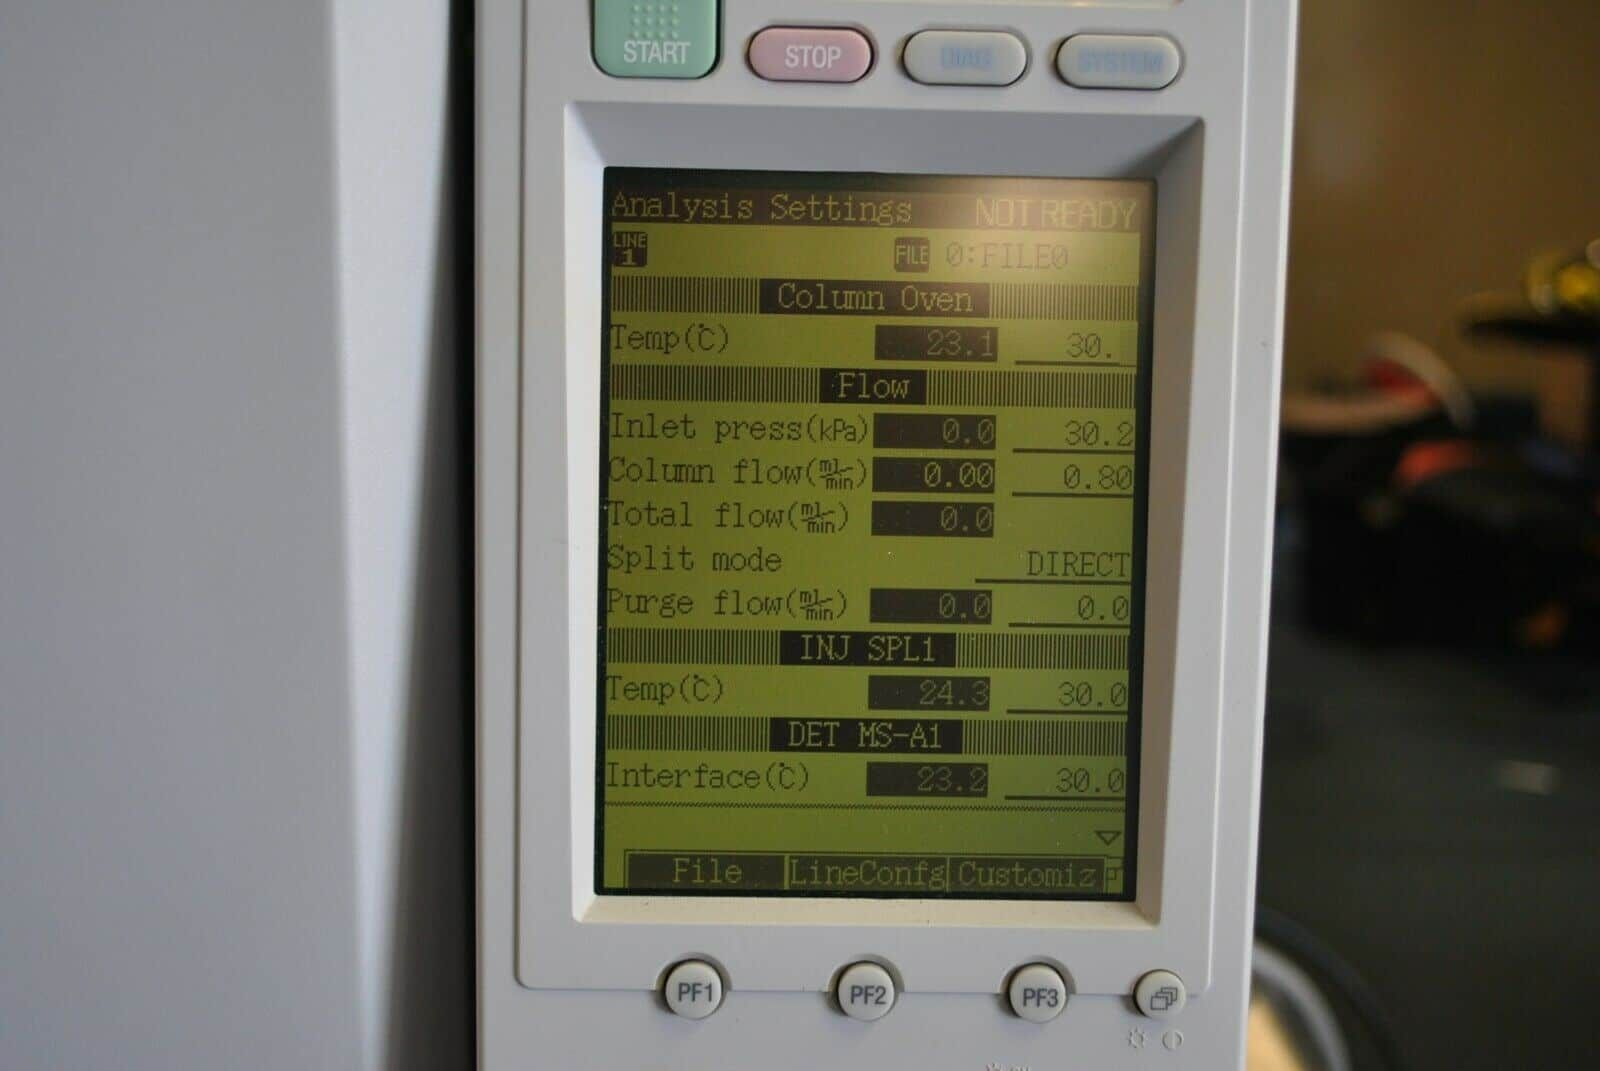 START STOP DIAG SYSTEM
Analysis Settings NOT READY
LINE 1 FILE 0:FILE0
Column Oven
Temp(℃) 23.1 30.
Flow
Inlet press(kPa) 0.0 30.2
Column flow(ml/min) 0.00 0.80
Total flow(ml/min) 0.0
Split mode DIRECT
Purge flow(ml/min) 0.0 0.0
INJ SPL1
Temp(℃) 24.3 30.0
DET MS-A1
Interface(℃) 23.2 30.0
File LineConfg Customiz
PF1 PF2 PF3